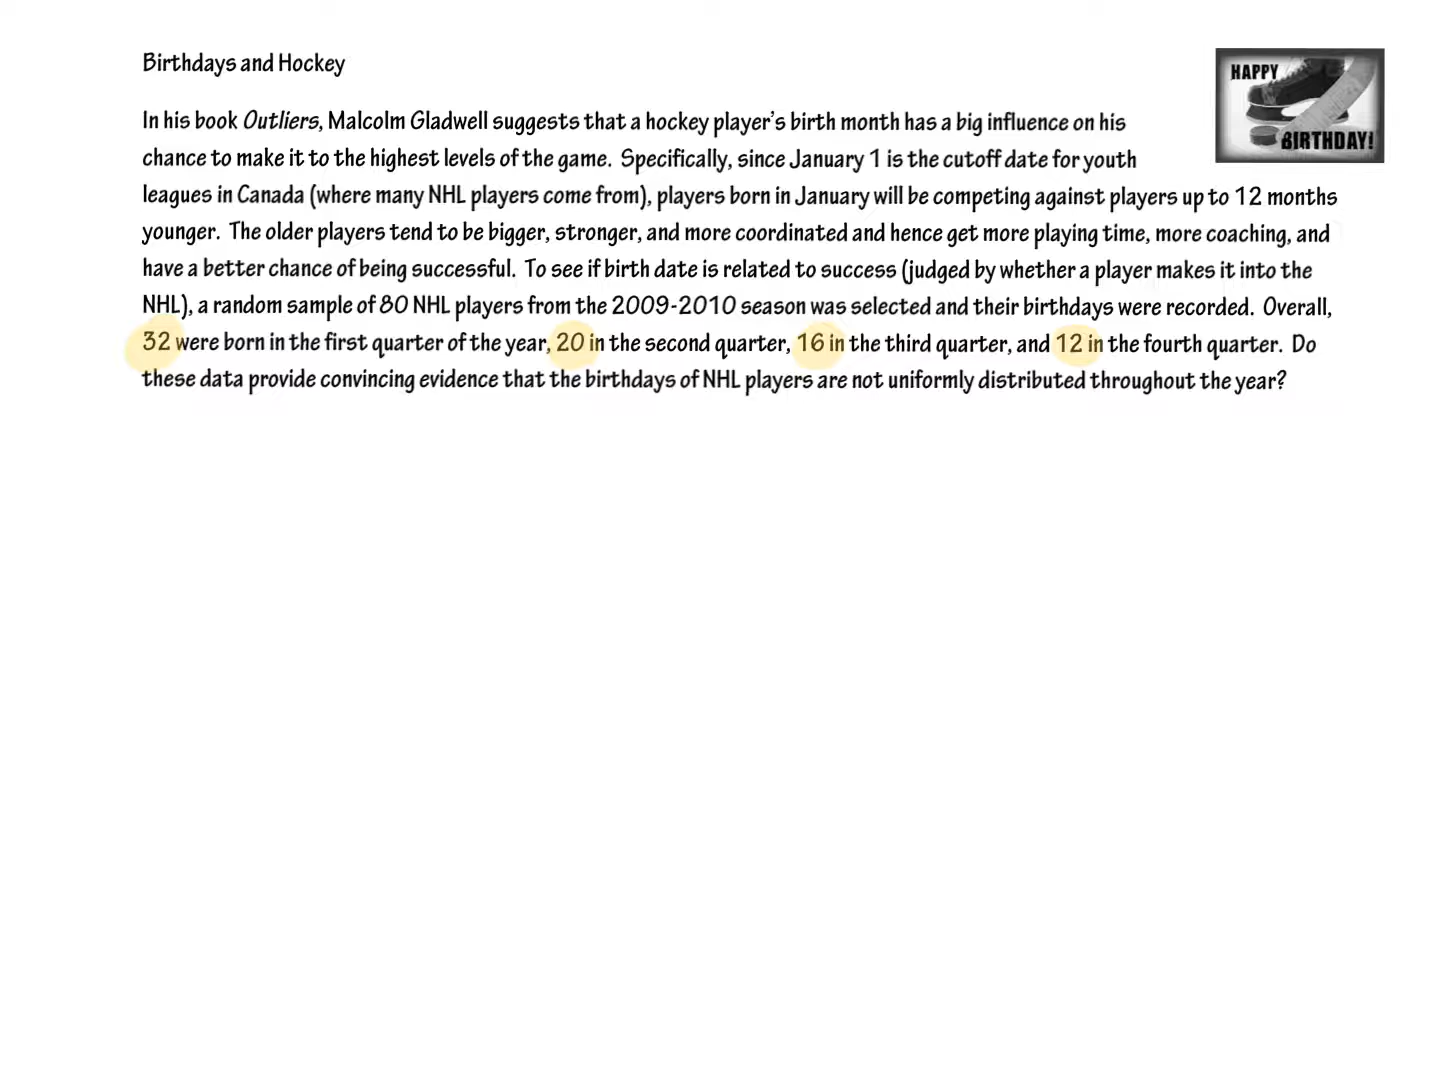 Birthdays and Hockey
HAPPY
BIRTHDAY!
In his book Outliers, Malcolm Gladwell suggests that a hockey player's birth month has a big influence on his
chance to make it to the highest levels of the game. Specifically, since January 1 is the cutoff date for youth
leagues in Canada (where many NHL players come from), players born in January will be competing against players up to 12 months
younger. The older players tend to be bigger, stronger, and more coordinated and hence get more playing time, more coaching, and
have a better chance of being successful. To see if birth date is related to success (judged by whether a player makes it into the
NHL), a random sample of 80 NHL players from the 2009-2010 season was selected and their birthdays were recorded. Overall,
32 were born in the first quarter of the year, 20 in the second quarter, 16 in the third quarter, and 12 in the fourth quarter. Do
these data provide convincing evidence that the birthdays of NHL players are not uniformly distributed throughout the year?